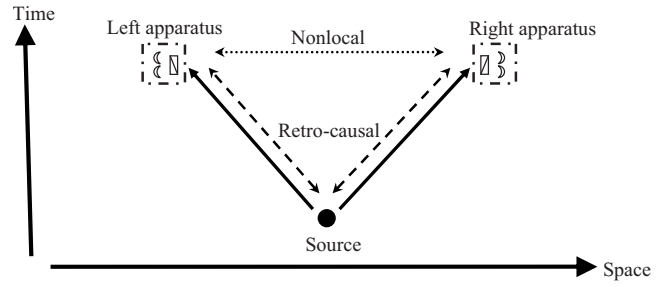 Time
Left apparatus
Nonlocal
Right apparatus
Retro-causal
Source
Space